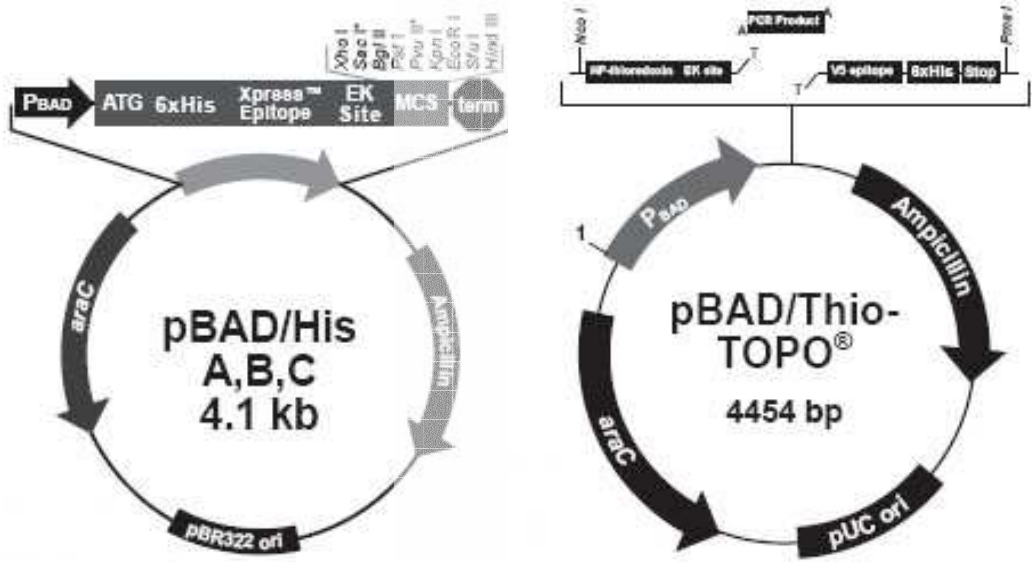 Xho I
Sac I*
Bgl II
Pst I
Pvu II*
Kpn I
EcoR I
Sfu I
Hind III
PBAD
ATG
6xHis
Xpress™
Epitope
EK
Site
MCS
term
araC
Ampicillin
pBAD/His
A,B,C
4.1 kb
pBR322 ori
Nco I
A
PCR Product
A
Pme I
HP-thioredoxin
EK site
T
T
V5 epitope
6xHis
Stop
1
PBAD
Ampicillin
araC
pBAD/Thio-
TOPO®
4454 bp
pUC ori